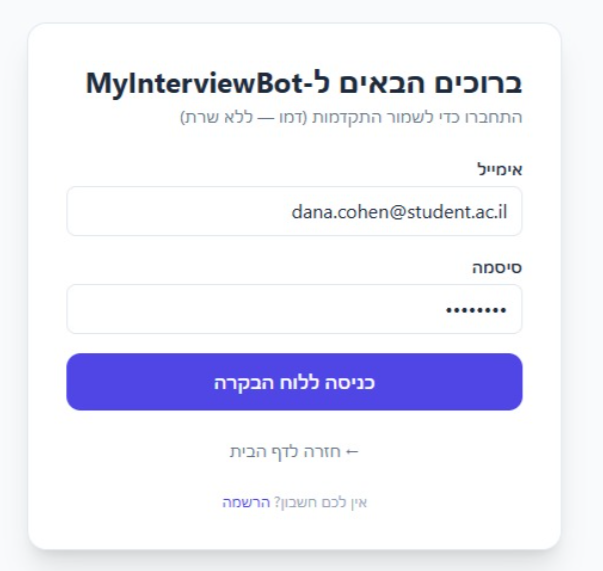 ברוכים הבאים ל-MyInterviewBot
התחברו כדי לשמור התקדמות (דמו — ללא שרת)
אימייל
dana.cohen@student.ac.il
סיסמה
••••••••
כניסה ללוח הבקרה
← חזרה לדף הבית
אין לכם חשבון? הרשמה